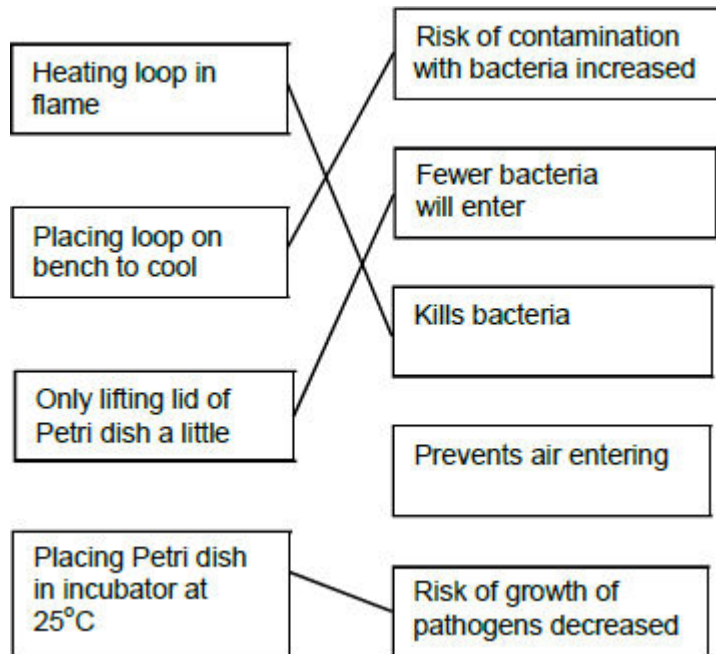 Heating loop in
flame
Placing loop on
bench to cool
Only lifting lid of
Petri dish a little
Placing Petri dish
in incubator at
25°C
Risk of contamination
with bacteria increased
Fewer bacteria
will enter
Kills bacteria
Prevents air entering
Risk of growth of
pathogens decreased